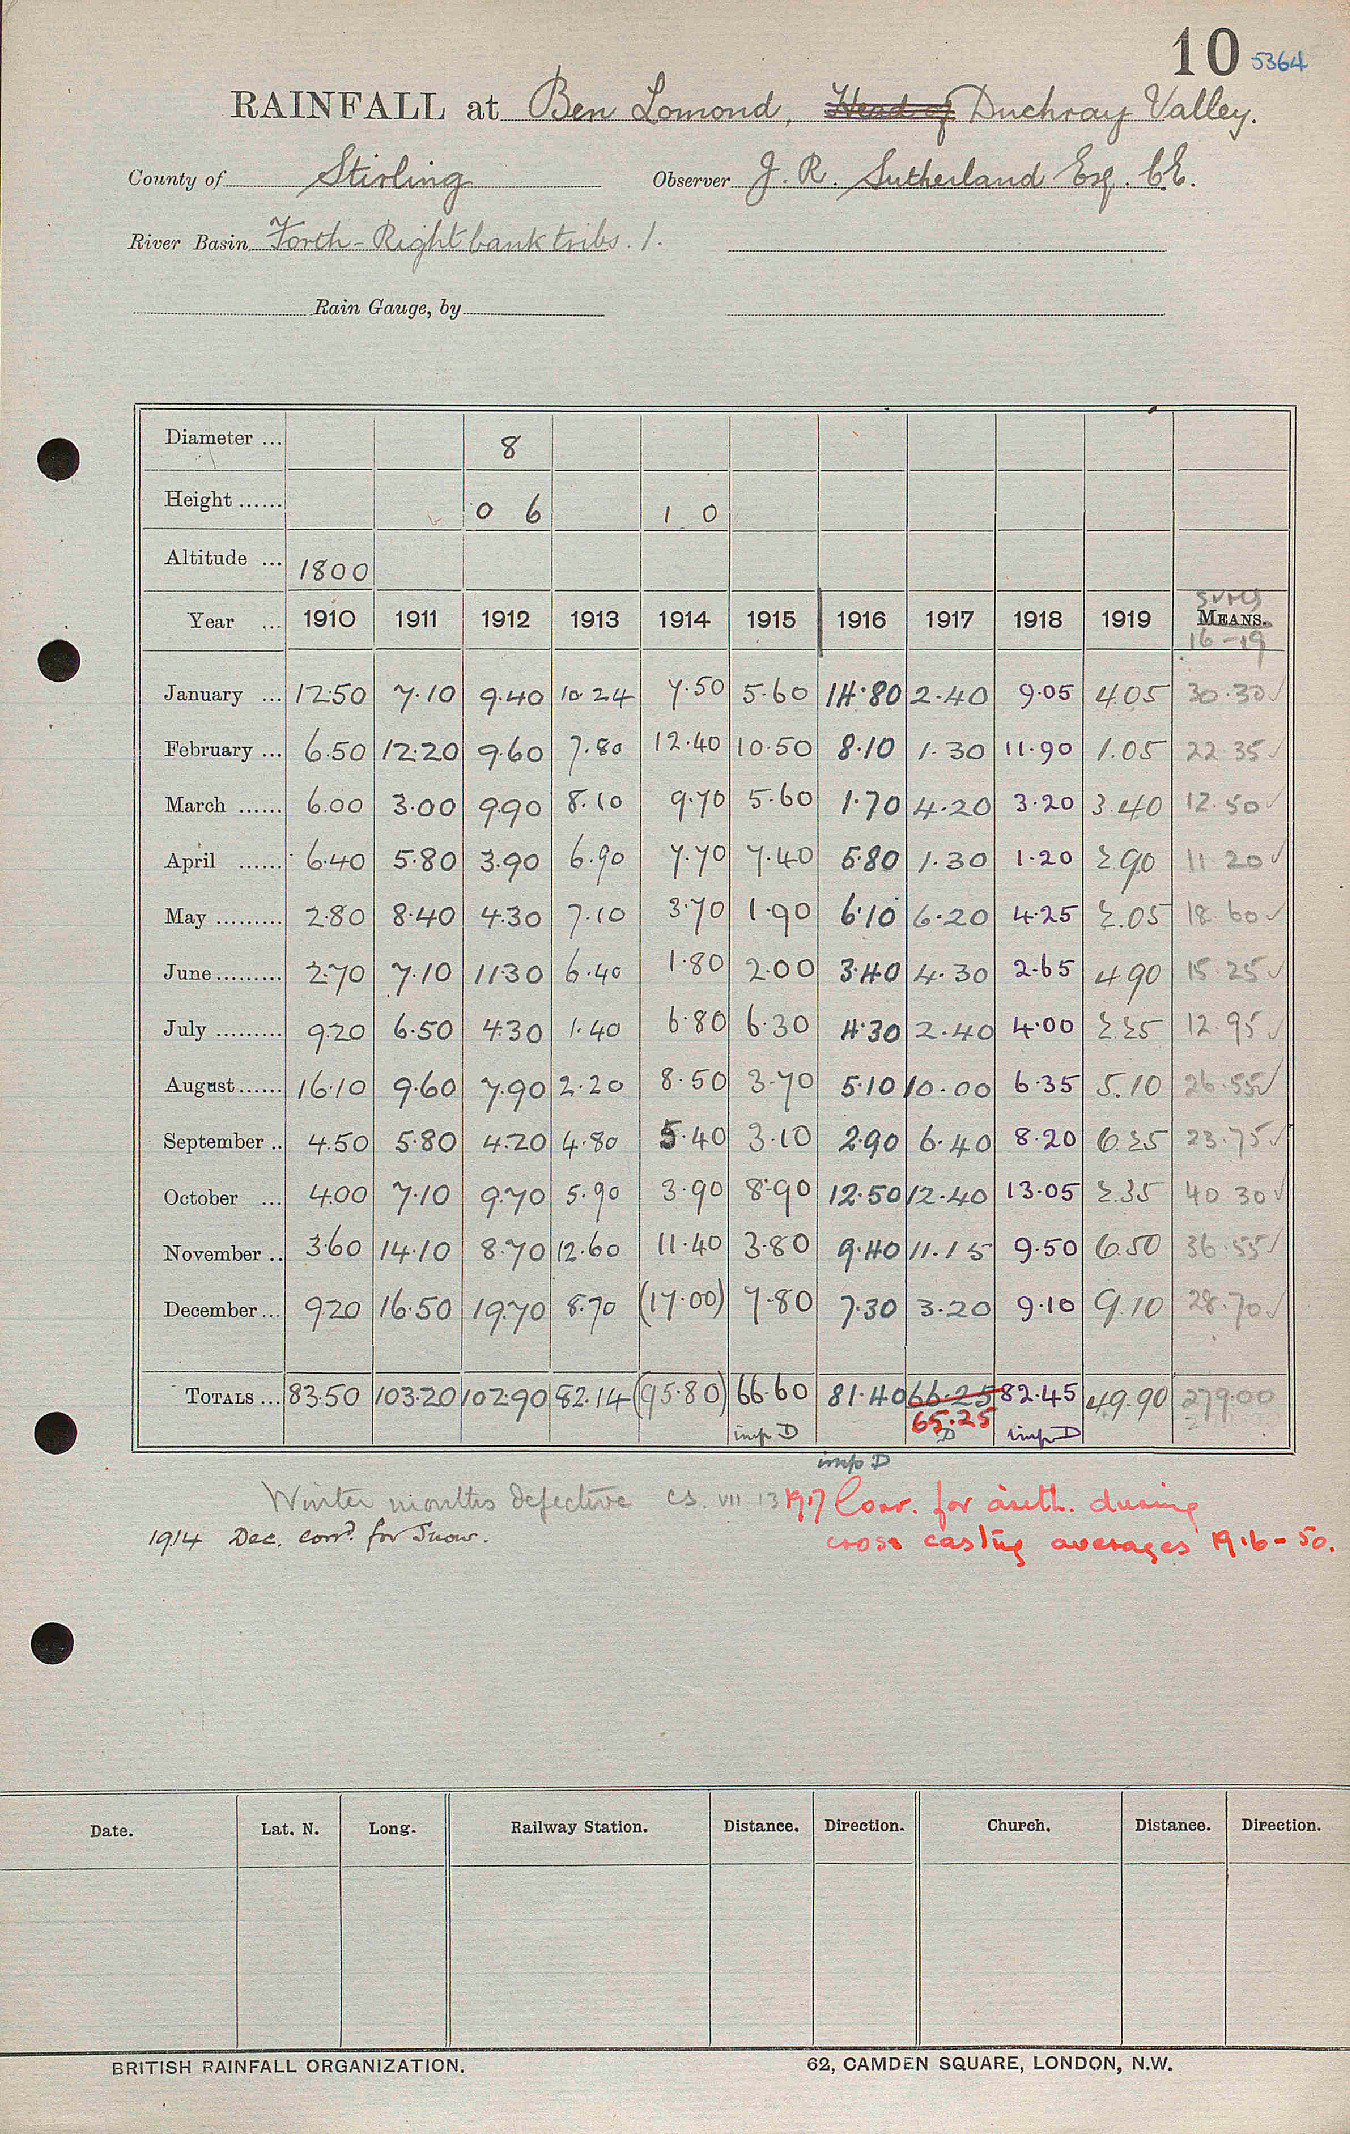 10 5364
RAINFALL at Ben Lomond, Head of Duchray Valley.
County of Stirling Observer J. R. Sutherland Esq. CE.
River Basin Forth - Right bank tribs. 1.
Rain Gauge, by
Diameter ... 8
Height ...... 0 6 1 0
Altitude ... 1800
sums
Year ... 1910 1911 1912 1913 1914 1915 1916 1917 1918 1919 MEANS.
16-19
January ... 12.50 7.10 9.40 10.24 7.50 5.60 14.80 2.40 9.05 4.05 30.30 ✓
February ... 6.50 12.20 9.60 7.80 12.40 10.50 8.10 1.30 11.90 1.05 22 35 ✓
March ...... 6.00 3.00 9.90 8.10 9.70 5.60 1.70 4.20 3.20 3.40 12.50 ✓
April ...... 6.40 5.80 3.90 6.90 7.70 7.40 5.80 1.30 1.20 2.90 11 20 ✓
May ......... 2.80 8.40 4.30 7.10 3.70 1.90 6.10 6.20 4.25 2.05 18.60 ✓
June ......... 2.70 7.10 11.30 6.40 1.80 2.00 3.40 4.30 2.65 4.90 15.25 ✓
July ......... 9.20 6.50 4.30 1.40 6.80 6.30 4.30 2.40 4.00 2.25 12.95 ✓
August ...... 16.10 9.60 7.90 2.20 8.50 3.70 5.10 10.00 6.35 5.10 26.55 ✓
September .. 4.50 5.80 4.20 4.80 5.40 3.10 2.90 6.40 8.20 6.25 23.75 ✓
October ... 4.00 7.10 9.70 5.90 3.90 8.90 12.50 12.40 13.05 2.35 40 30 ✓
November .. 3.60 14.10 8.70 12.60 11.40 3.80 9.40 11.15 9.50 6.50 36.55 ✓
December ... 9.20 16.50 19.70 8.70 (17.00) 7.80 7.30 3.20 9.10 9.10 28.70 ✓
TOTALS ... 83.50 103.20 102.90 82.14 (95.80) 66.60 81.40 66.25 82.45 49.90 279.00
65.25
imp D D imp D
imp D
Winter months defective CS. VII 13 1917 Corr. for arith. during
1914 Dec. corrd. for Snow. cross casting averages 1916-50.
Date. Lat. N. Long. Railway Station. Distance. Direction. Church. Distance. Direction.
BRITISH RAINFALL ORGANIZATION. 62, CAMDEN SQUARE, LONDON, N.W.